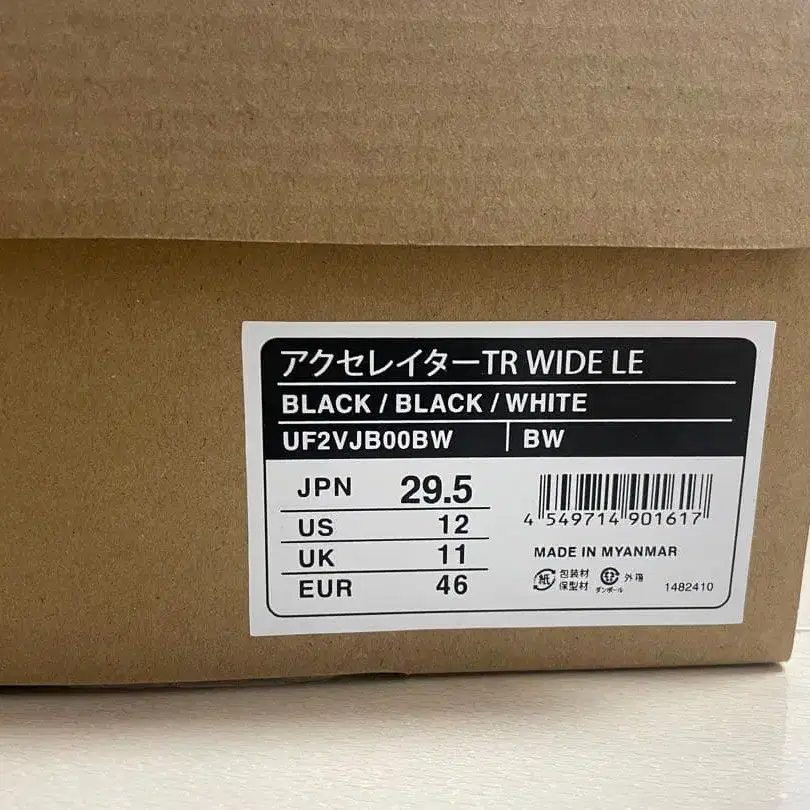 アクセレイターTR WIDE LE
BLACK / BLACK / WHITE
UF2VJB00BW | BW
JPN 29.5
US 12
UK 11
EUR 46
4 549714 901617
MADE IN MYANMAR
紙 包装材 保型材 ダンボール 外箱
1482410